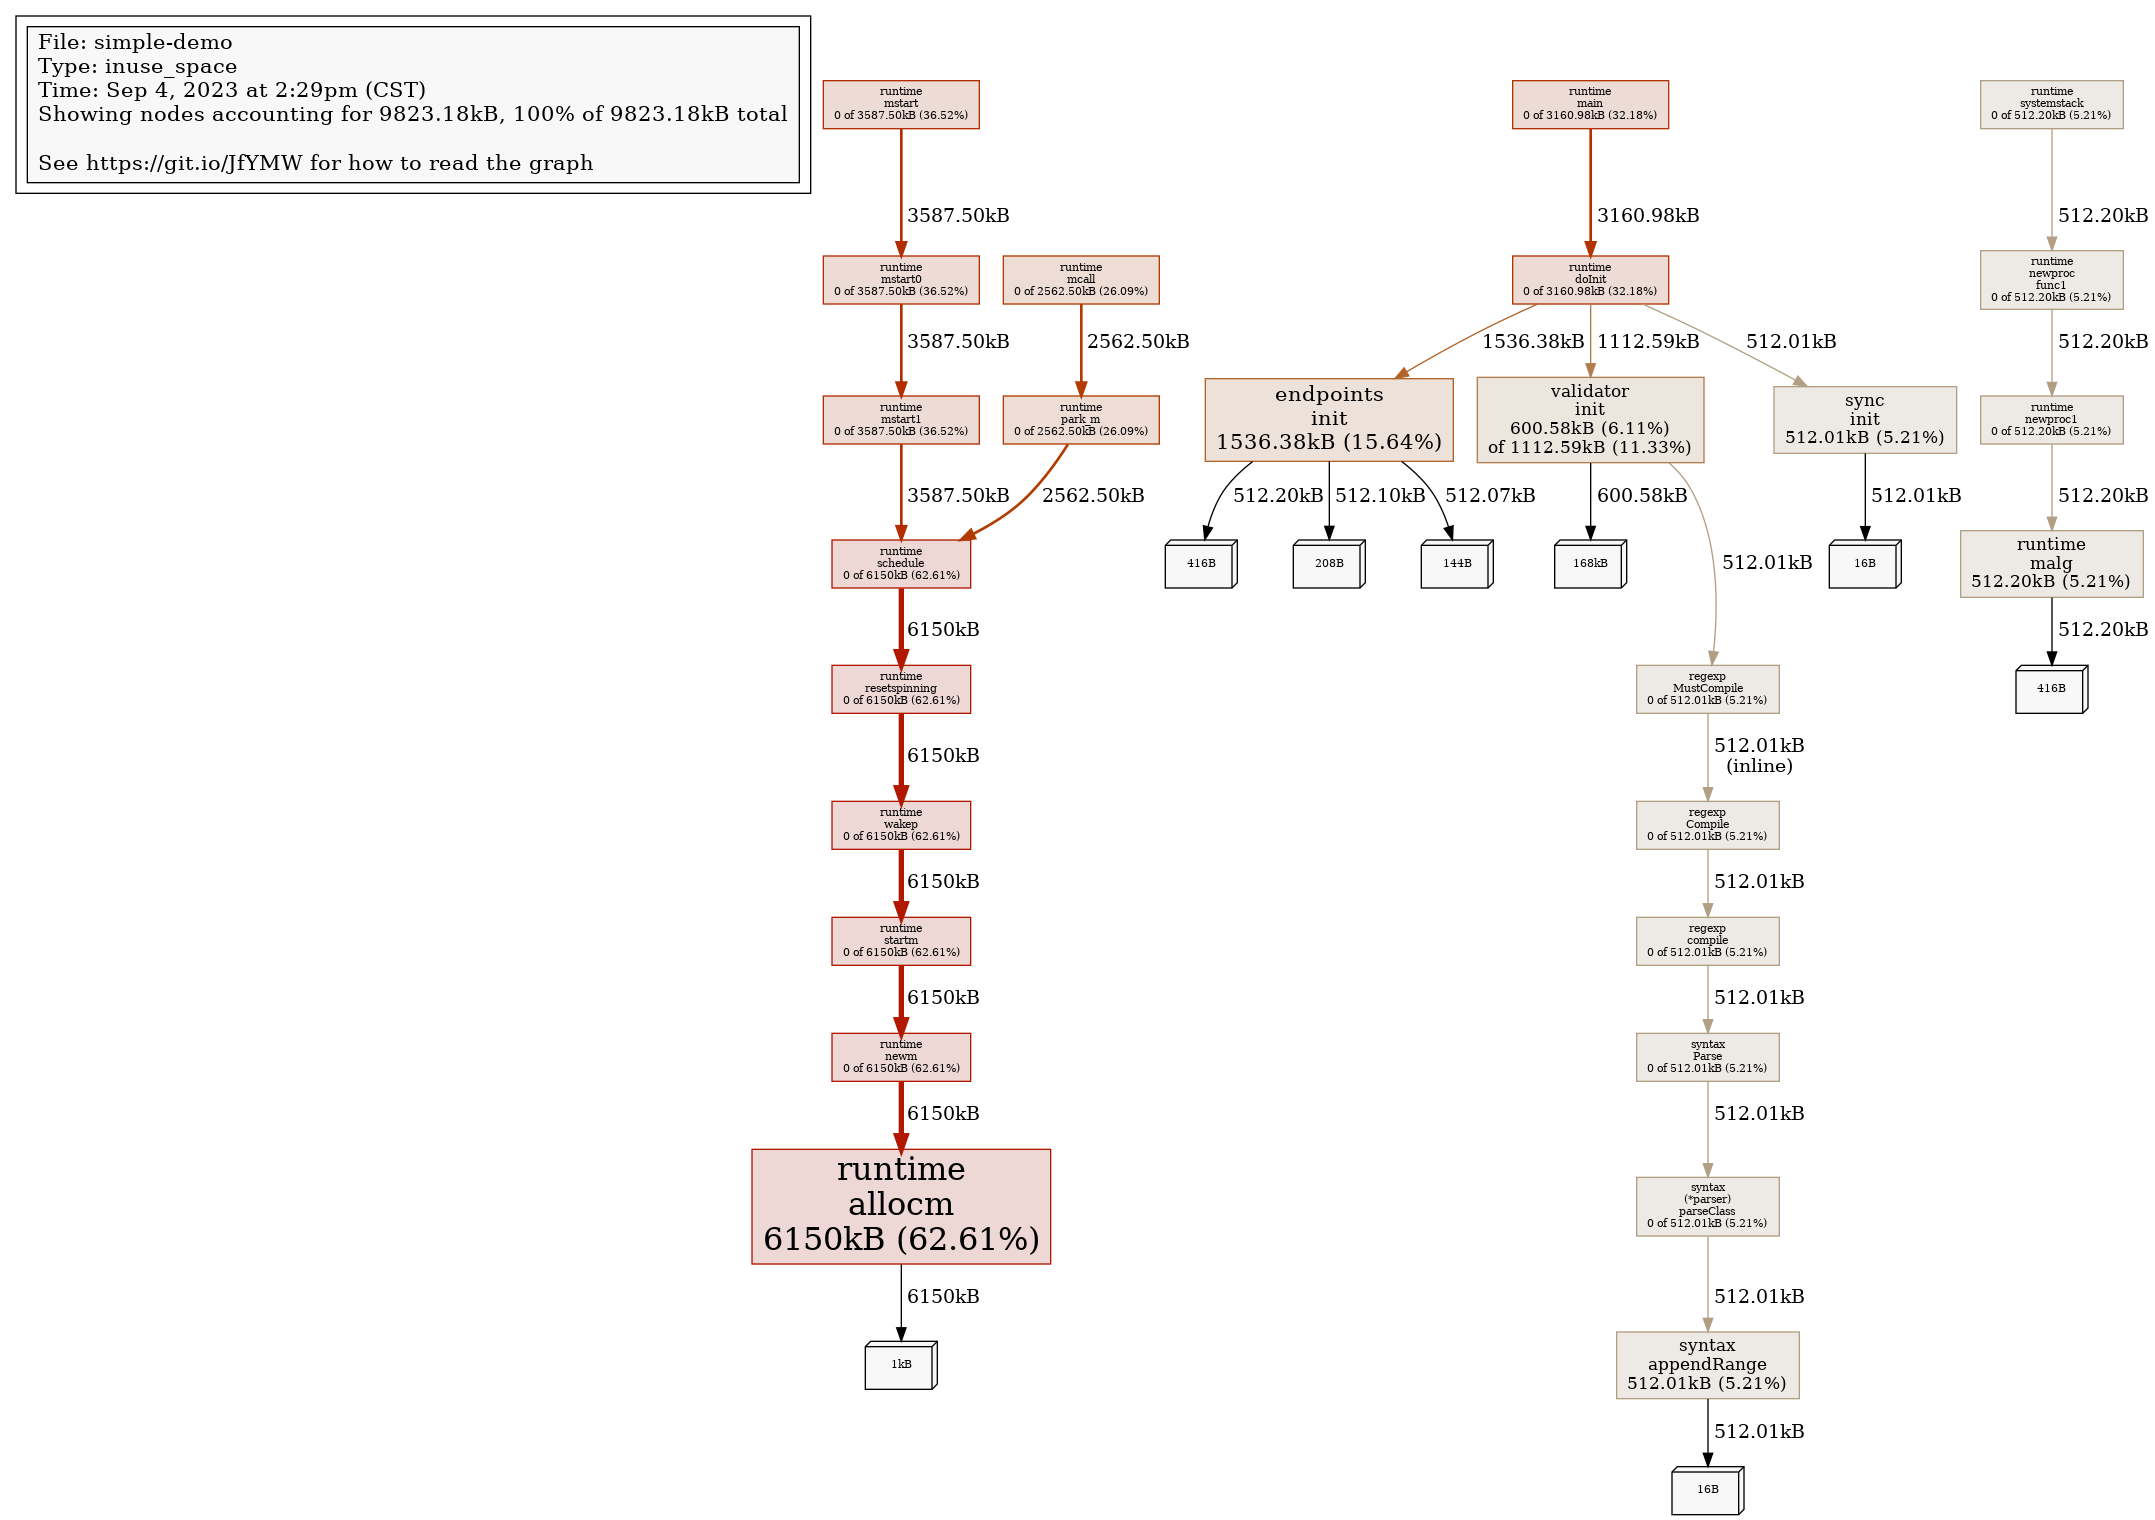 File: simple-demo
Type: inuse_space
Time: Sep 4, 2023 at 2:29pm (CST)
Showing nodes accounting for 9823.18kB, 100% of 9823.18kB total
See https://git.io/JfYMW for how to read the graph
runtime
mstart
0 of 3587.50kB (36.52%)
3587.50kB
runtime
mstart0
0 of 3587.50kB (36.52%)
3587.50kB
runtime
mstart1
0 of 3587.50kB (36.52%)
3587.50kB
runtime
mcall
0 of 2562.50kB (26.09%)
2562.50kB
runtime
park_m
0 of 2562.50kB (26.09%)
2562.50kB
runtime
schedule
0 of 6150kB (62.61%)
6150kB
runtime
resetspinning
0 of 6150kB (62.61%)
6150kB
runtime
wakep
0 of 6150kB (62.61%)
6150kB
runtime
startm
0 of 6150kB (62.61%)
6150kB
runtime
newm
0 of 6150kB (62.61%)
6150kB
runtime
allocm
6150kB (62.61%)
6150kB
1kB
runtime
main
0 of 3160.98kB (32.18%)
3160.98kB
runtime
doInit
0 of 3160.98kB (32.18%)
1536.38kB
1112.59kB
512.01kB
endpoints
init
1536.38kB (15.64%)
512.20kB
512.10kB
512.07kB
416B
208B
144B
validator
init
600.58kB (6.11%)
of 1112.59kB (11.33%)
600.58kB
168kB
512.01kB
sync
init
512.01kB (5.21%)
512.01kB
16B
regexp
MustCompile
0 of 512.01kB (5.21%)
512.01kB
(inline)
regexp
Compile
0 of 512.01kB (5.21%)
512.01kB
regexp
compile
0 of 512.01kB (5.21%)
512.01kB
syntax
Parse
0 of 512.01kB (5.21%)
512.01kB
syntax
(*parser)
parseClass
0 of 512.01kB (5.21%)
512.01kB
syntax
appendRange
512.01kB (5.21%)
512.01kB
16B
runtime
systemstack
0 of 512.20kB (5.21%)
512.20kB
runtime
newproc
func1
0 of 512.20kB (5.21%)
512.20kB
runtime
newproc1
0 of 512.20kB (5.21%)
512.20kB
runtime
malg
512.20kB (5.21%)
512.20kB
416B